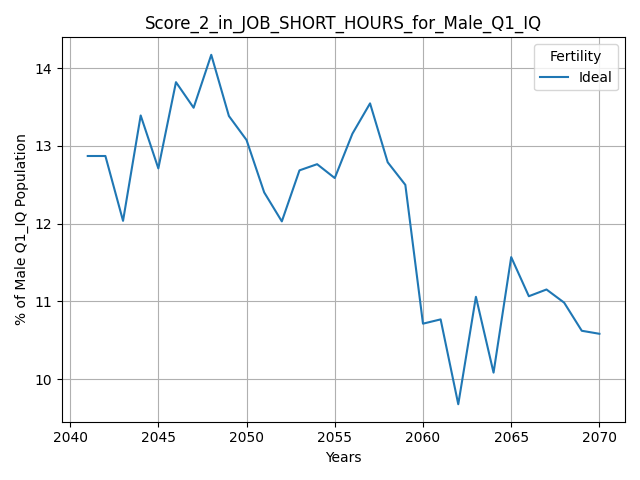 Score_2_in_JOB_SHORT_HOURS_for_Male_Q1_IQ
Fertility
Ideal
% of Male Q1_IQ Population
14
13
12
11
10
2040 2045 2050 2055 2060 2065 2070
Years